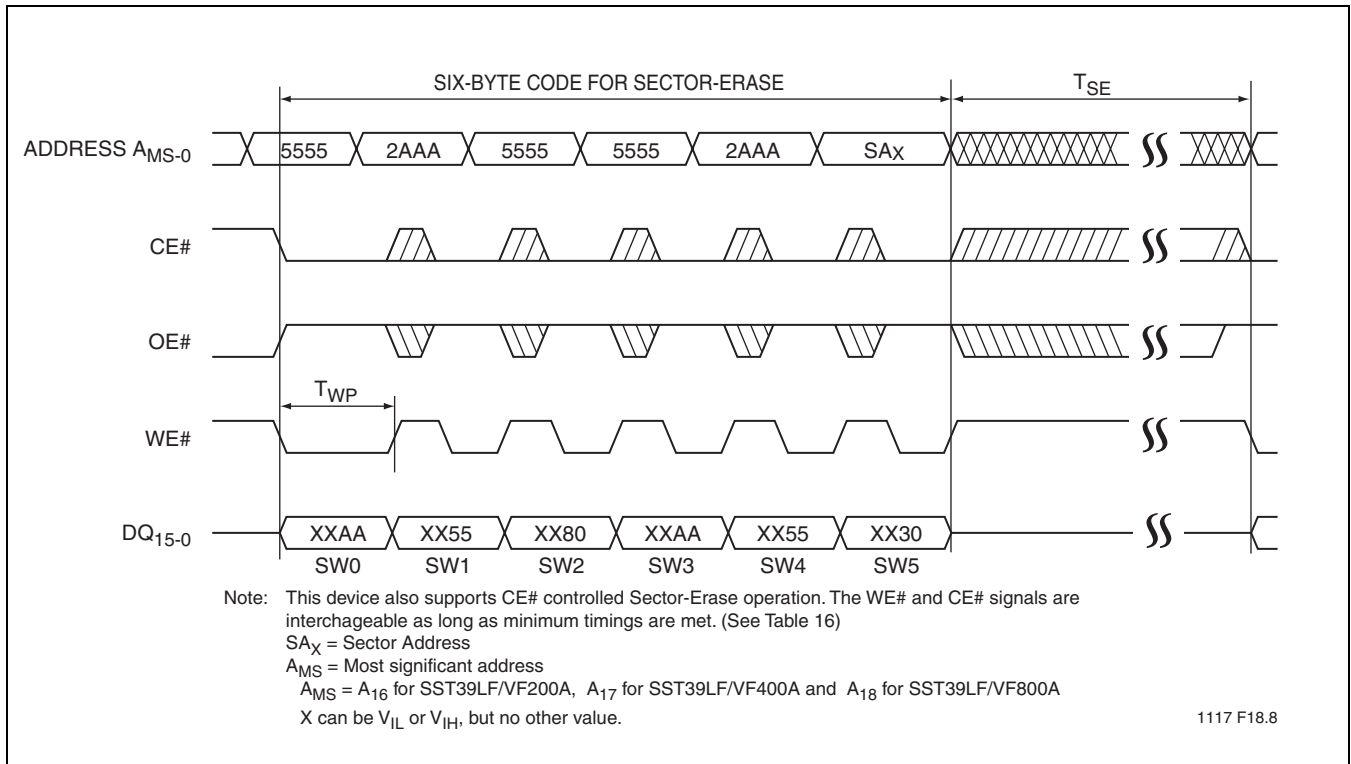 SIX-BYTE CODE FOR SECTOR-ERASE
TSE
ADDRESS AMS-0
5555 2AAA 5555 5555 2AAA SAX
CE#
OE#
TWP
WE#
DQ15-0
XXAA XX55 XX80 XXAA XX55 XX30
SW0 SW1 SW2 SW3 SW4 SW5
Note: This device also supports CE# controlled Sector-Erase operation. The WE# and CE# signals are
interchageable as long as minimum timings are met. (See Table 16)
SAX = Sector Address
AMS = Most significant address
AMS = A16 for SST39LF/VF200A, A17 for SST39LF/VF400A and A18 for SST39LF/VF800A
X can be VIL or VIH, but no other value.
1117 F18.8